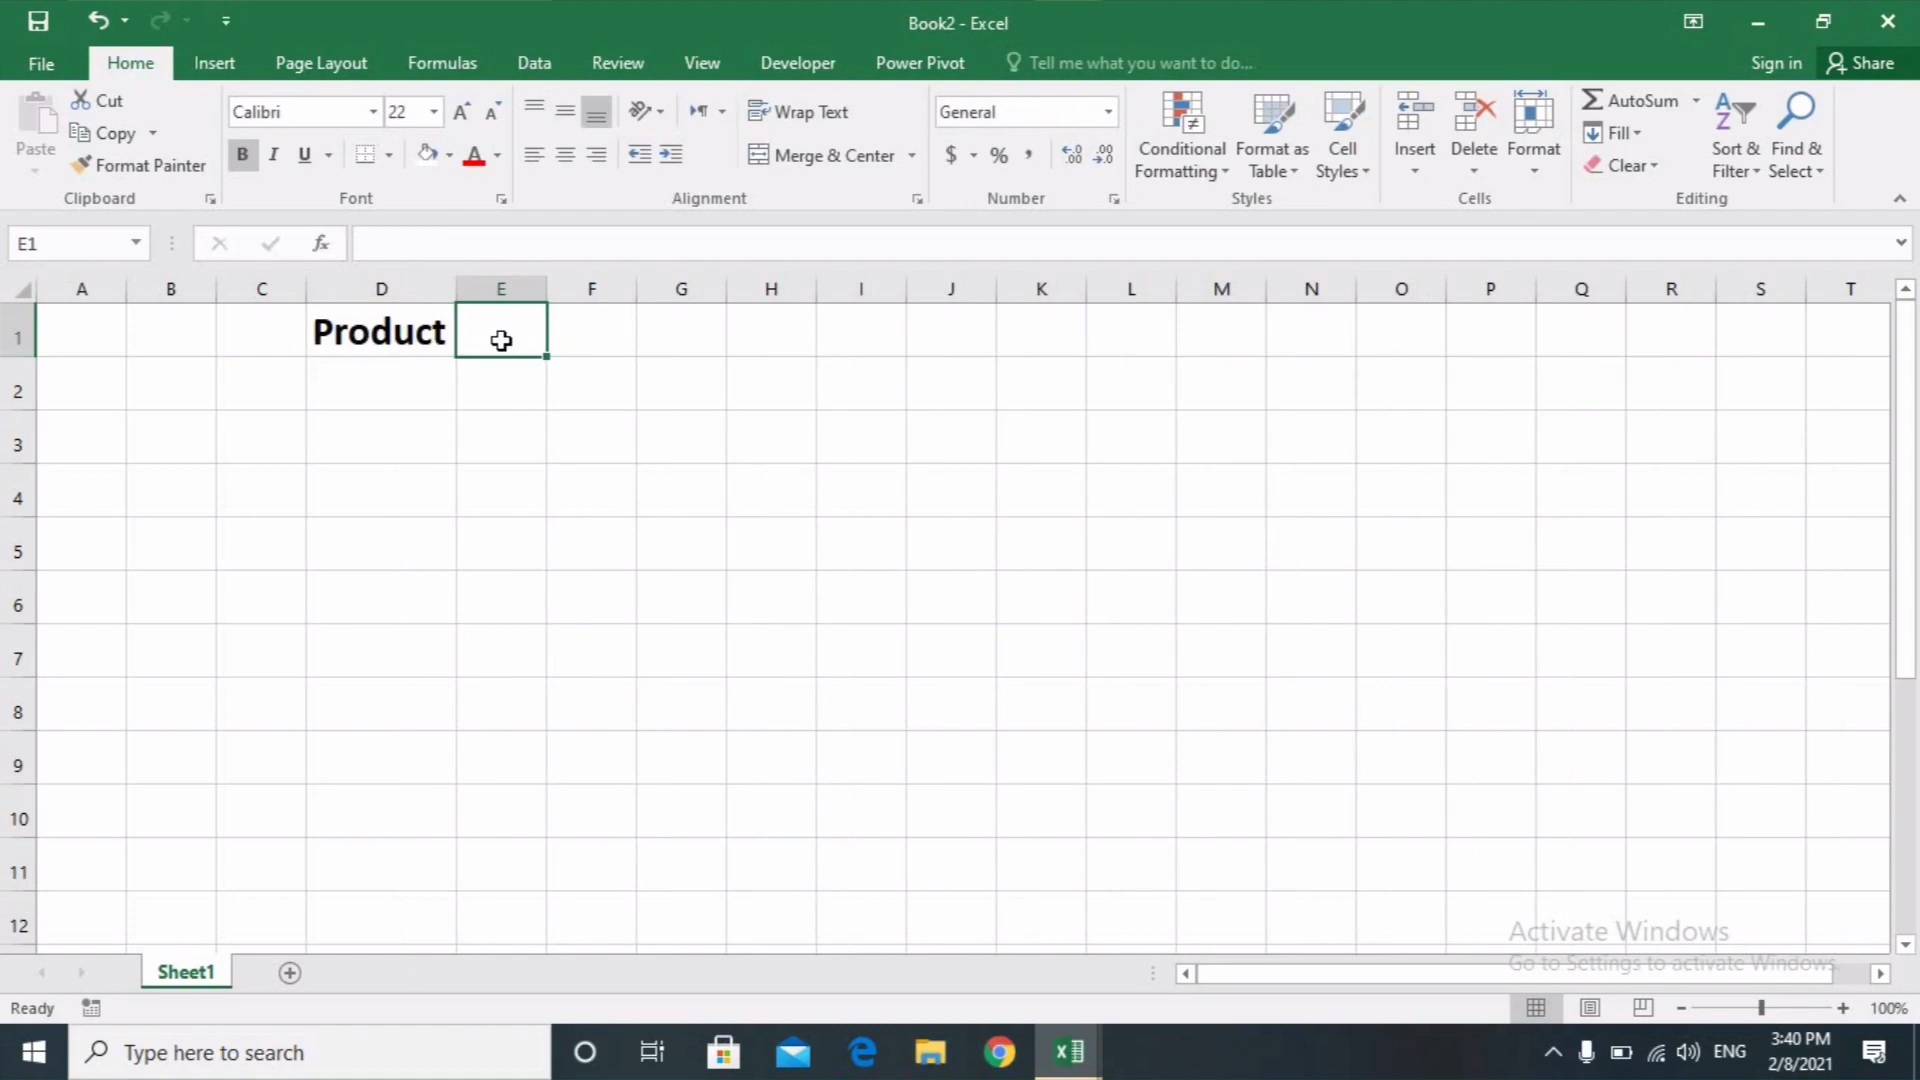 Book2 - Excel
File Home Insert Page Layout Formulas Data Review View Developer Power Pivot Tell me what you want to do... Sign in Share
Paste
Cut
Copy
Format Painter
Clipboard
Calibri 22
B I U
Font
Wrap Text
Merge & Center
Alignment
General
$ % ,
Number
Conditional Formatting
Format as Table
Cell Styles
Styles
Insert
Delete
Format
Cells
AutoSum
Fill
Clear
Sort & Filter
Find & Select
Editing
E1 fx
A B C D E F G H I J K L M N O P Q R S T
1 Product
2
3
4
5
6
7
8
9
10
11
12
Activate Windows
Go to Settings to activate Windows.
Sheet1
Ready 100%
Type here to search
ENG
3:40 PM
2/8/2021